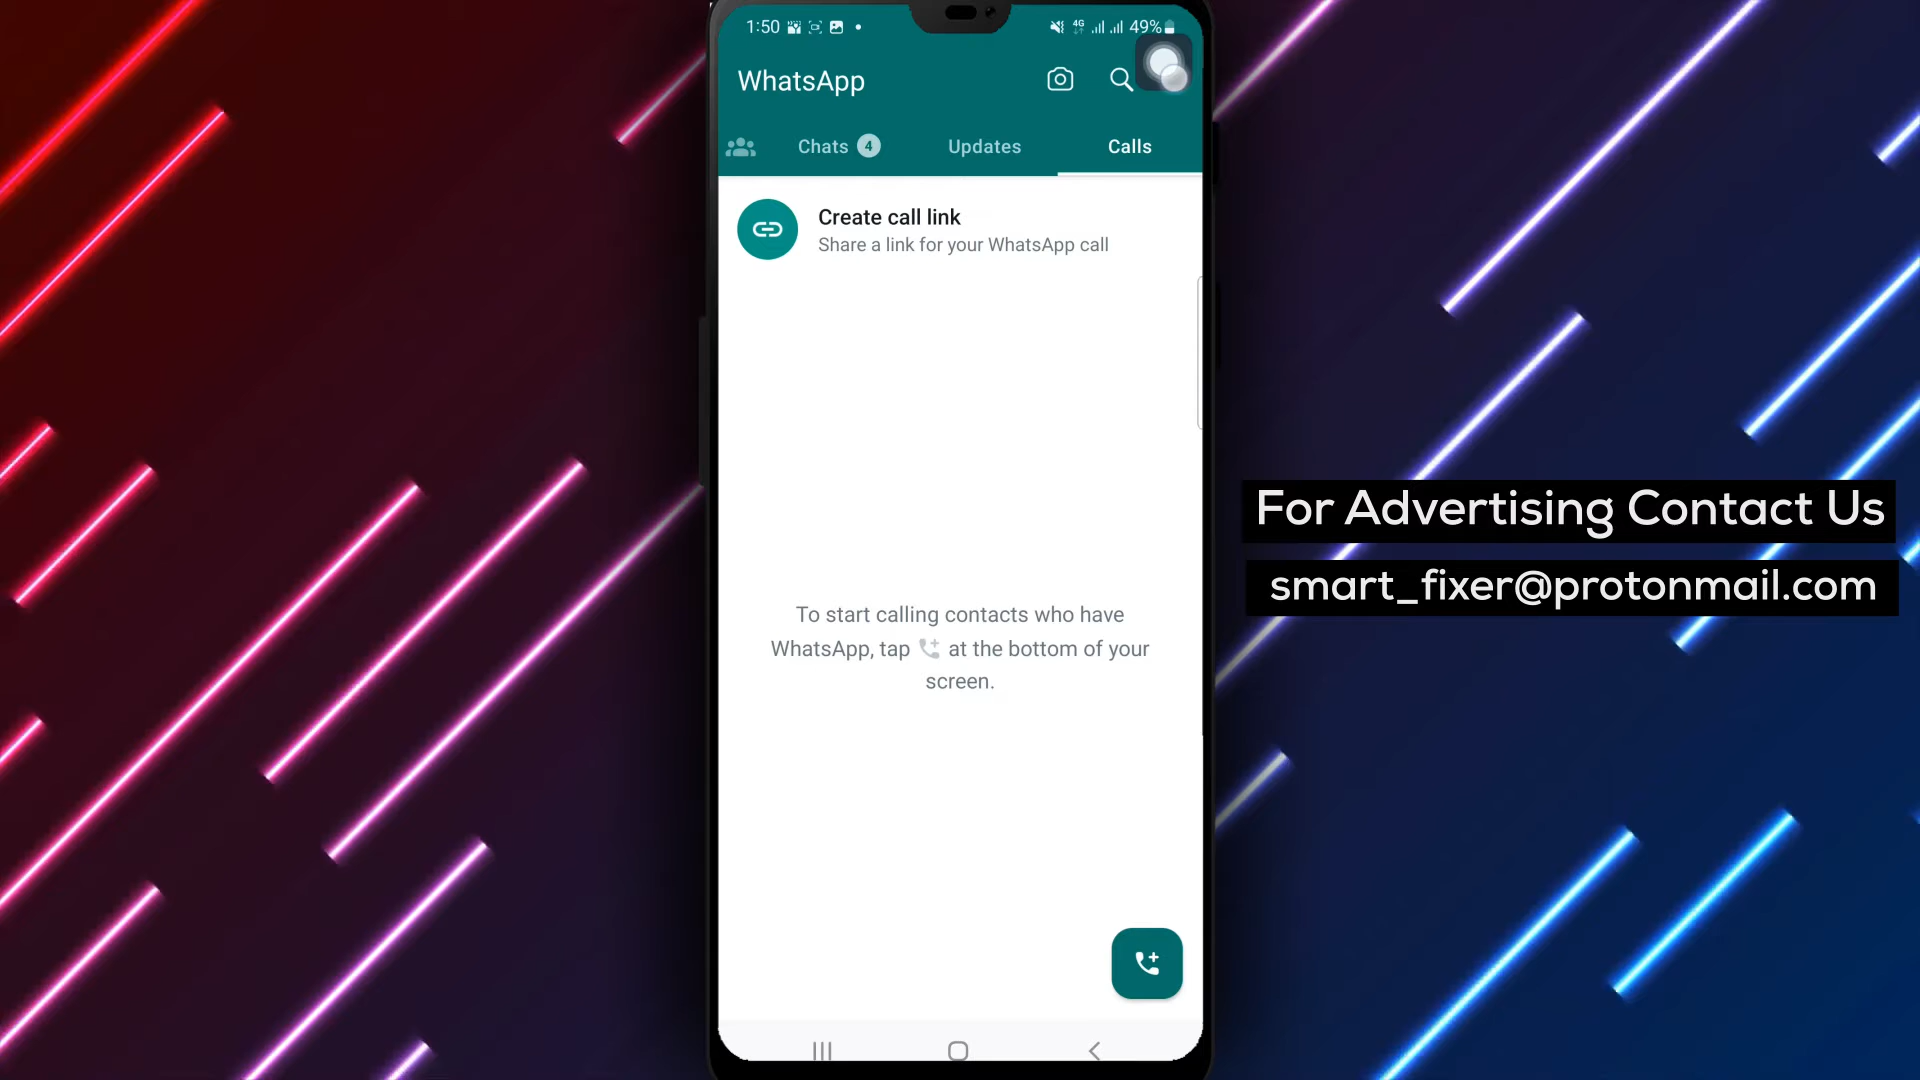 1:50
4G
49%
WhatsApp
Chats 4
Updates
Calls
Create call link
Share a link for your WhatsApp call
To start calling contacts who have
WhatsApp, tap at the bottom of your
screen.
For Advertising Contact Us
smart_fixer@protonmail.com